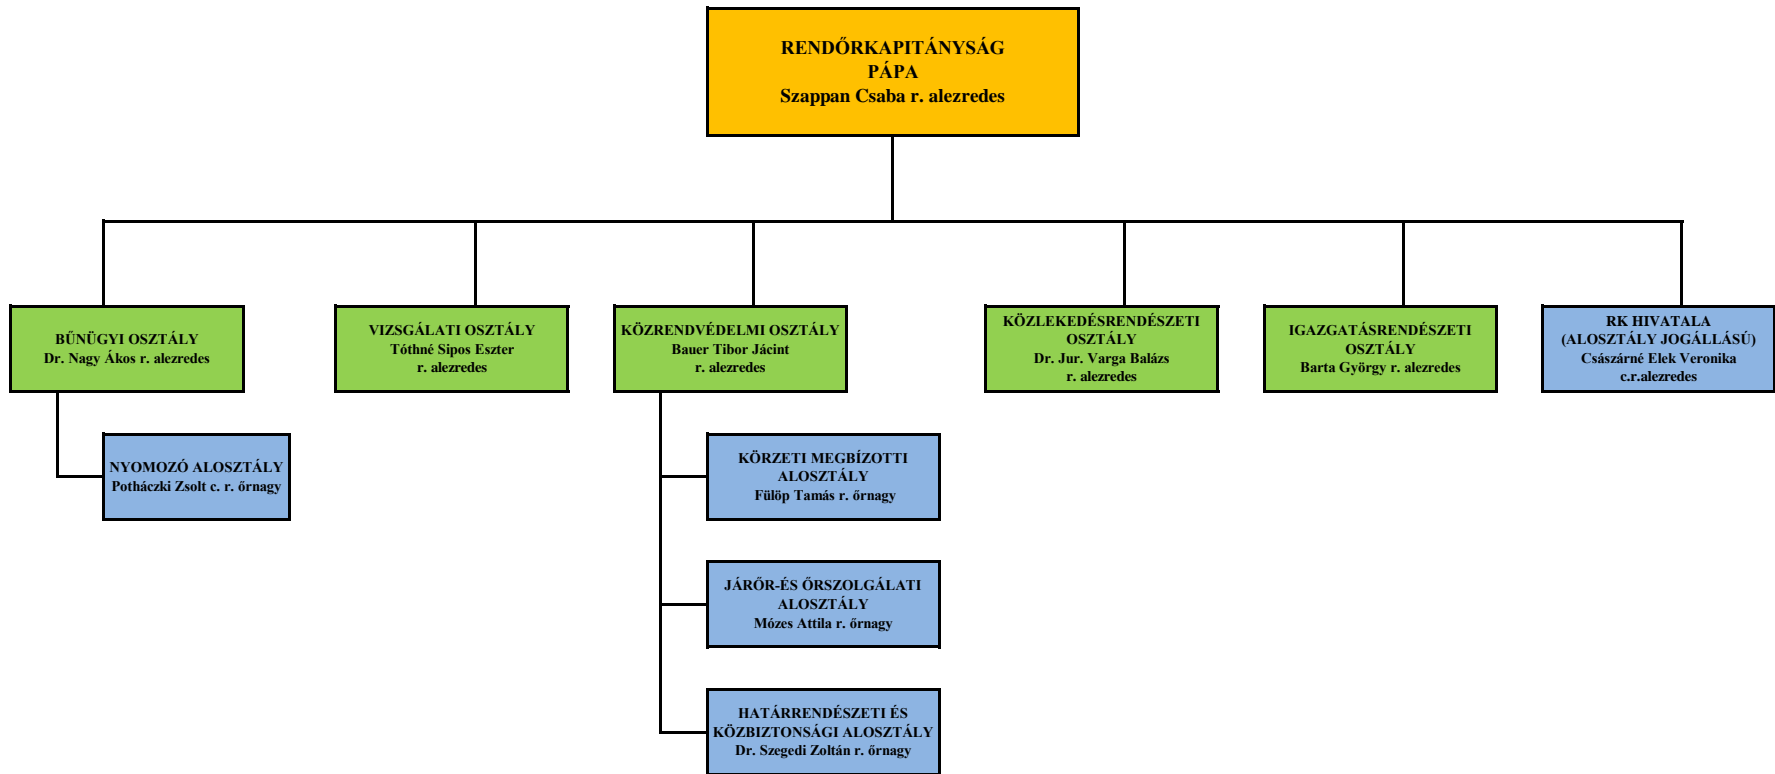 RENDŐRKAPITÁNYSÁG
PÁPA
Szappan Csaba r. alezredes
BŰNÜGYI OSZTÁLY
Dr. Nagy Ákos r. alezredes
VIZSGÁLATI OSZTÁLY
Tóthné Sipos Eszter
r. alezredes
KÖZRENDVÉDELMI OSZTÁLY
Bauer Tibor Jácint
r. alezredes
KÖZLEKEDÉSRENDÉSZETI
OSZTÁLY
Dr. Jur. Varga Balázs
r. alezredes
IGAZGATÁSRENDÉSZETI
OSZTÁLY
Barta György r. alezredes
RK HIVATALA
(ALOSZTÁLY JOGÁLLÁSÚ)
Császárné Elek Veronika
c.r.alezredes
NYOMOZÓ ALOSZTÁLY
Potháczki Zsolt c. r. őrnagy
KÖRZETI MEGBÍZOTTI
ALOSZTÁLY
Fülöp Tamás r. őrnagy
JÁRŐR-ÉS ŐRSZOLGÁLATI
ALOSZTÁLY
Mózes Attila r. őrnagy
HATÁRRENDÉSZETI ÉS
KÖZBIZTONSÁGI ALOSZTÁLY
Dr. Szegedi Zoltán r. őrnagy